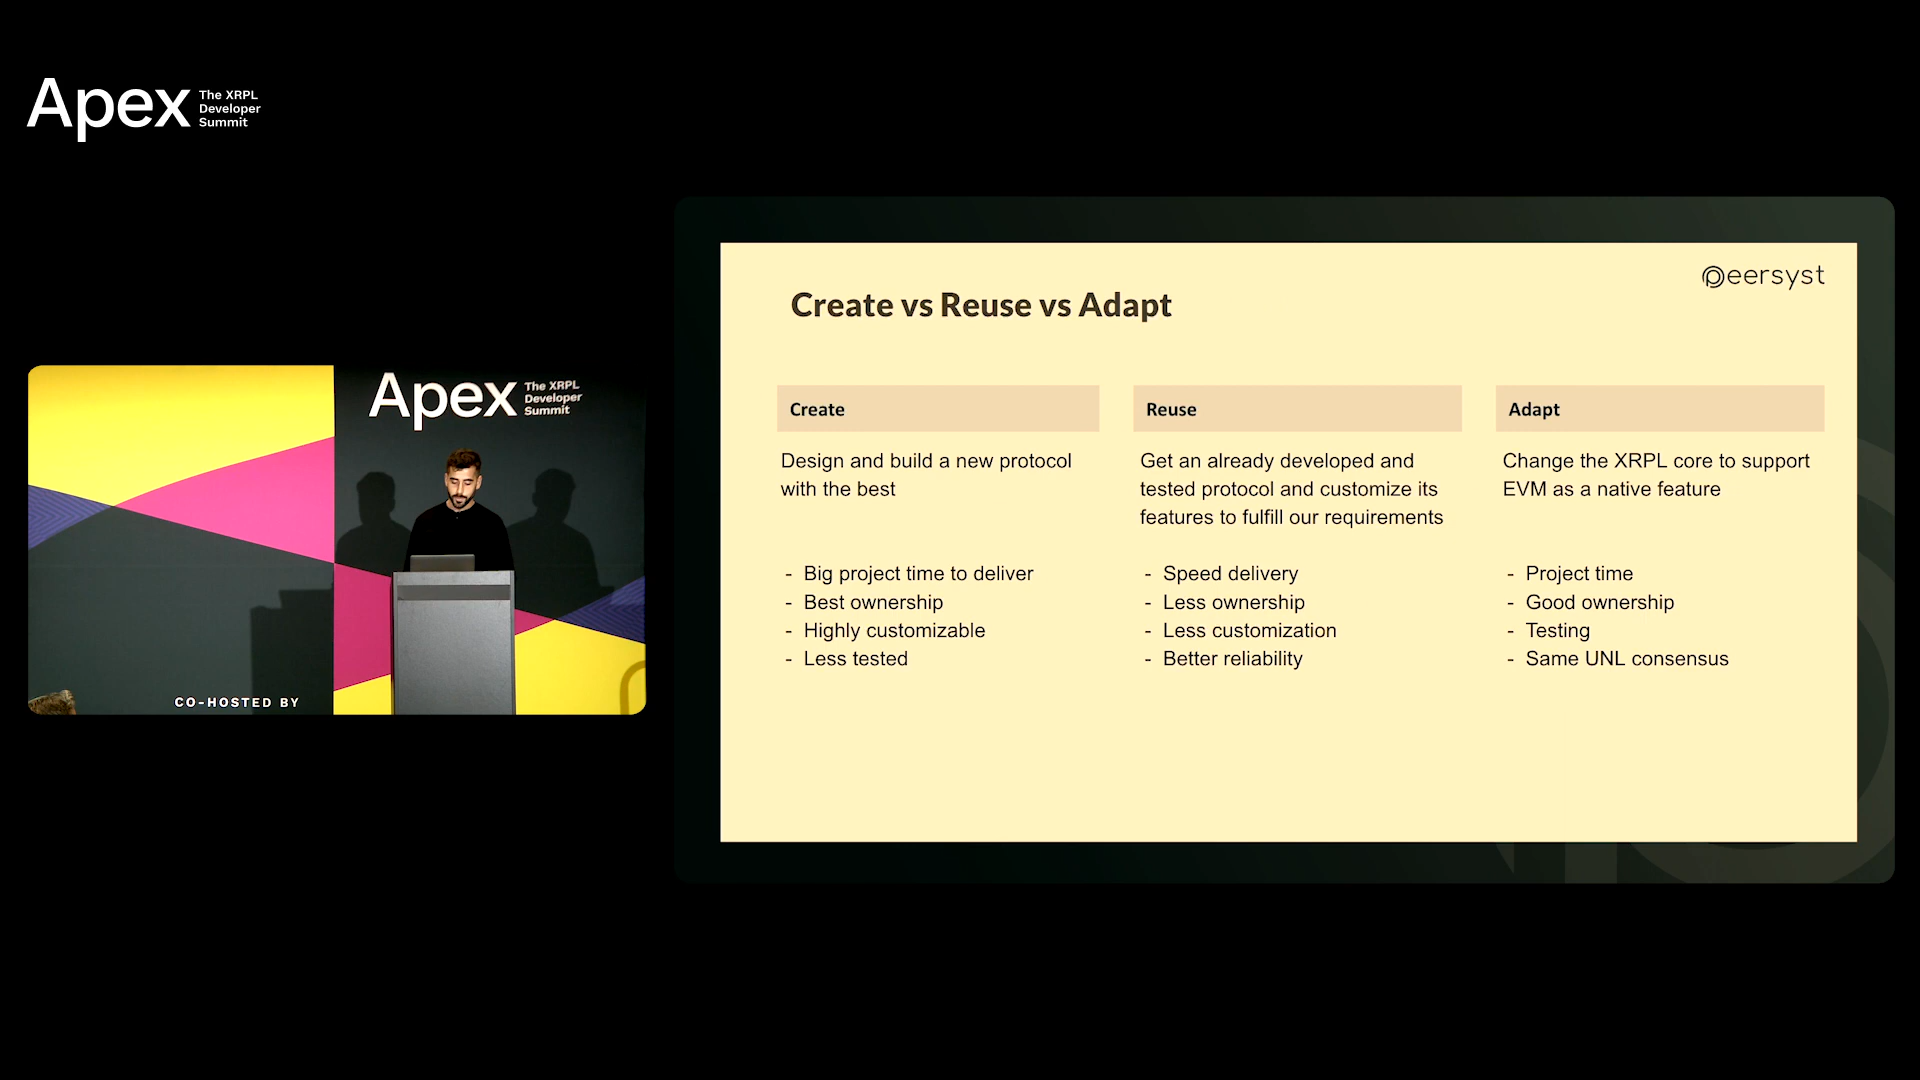 Apex The XRPL
Developer
Summit
Apex The XRPL
Developer
Summit
CO-HOSTED BY
peersyst
Create vs Reuse vs Adapt
Create
Design and build a new protocol
with the best
- Big project time to deliver
- Best ownership
- Highly customizable
- Less tested
Reuse
Get an already developed and
tested protocol and customize its
features to fulfill our requirements
- Speed delivery
- Less ownership
- Less customization
- Better reliability
Adapt
Change the XRPL core to support
EVM as a native feature
- Project time
- Good ownership
- Testing
- Same UNL consensus